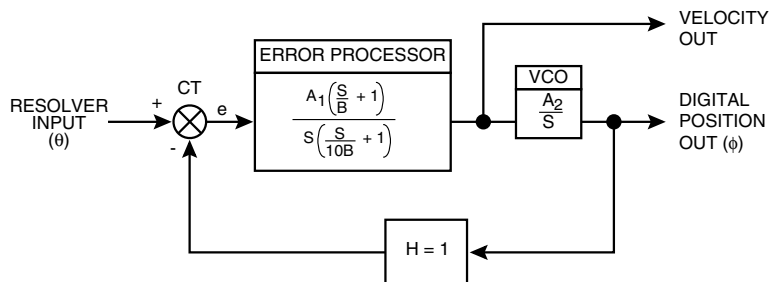 VELOCITY
OUT
ERROR PROCESSOR
VCO
CT
RESOLVER
INPUT
(θ)
+
-
e
A1(S/B + 1)
S(S/10B + 1)
A2
S
DIGITAL
POSITION
OUT (ϕ)
H = 1